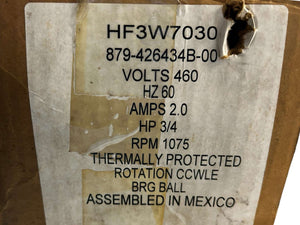 HF3W7030
879-426434B-00
VOLTS 460
HZ 60
AMPS 2.0
HP 3/4
RPM 1075
THERMALLY PROTECTED
ROTATION CCWLE
BRG BALL
ASSEMBLED IN MEXICO